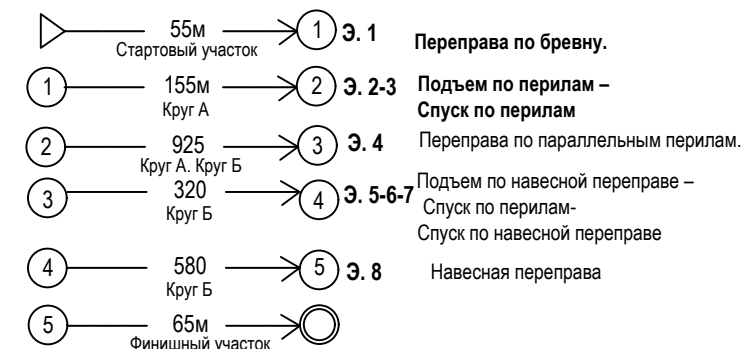 55м 1 Э. 1 Переправа по бревну.
Стартовый участок
1 155м 2 Э. 2-3 Подъем по перилам –
Круг А Спуск по перилам
2 925 3 Э. 4 Переправа по параллельным перилам.
Круг А. Круг Б
3 320 4 Э. 5-6-7 Подъем по навесной переправе –
Круг Б Спуск по перилам-
Спуск по навесной переправе
4 580 5 Э. 8 Навесная переправа
Круг Б
5 65м
Финишный участок